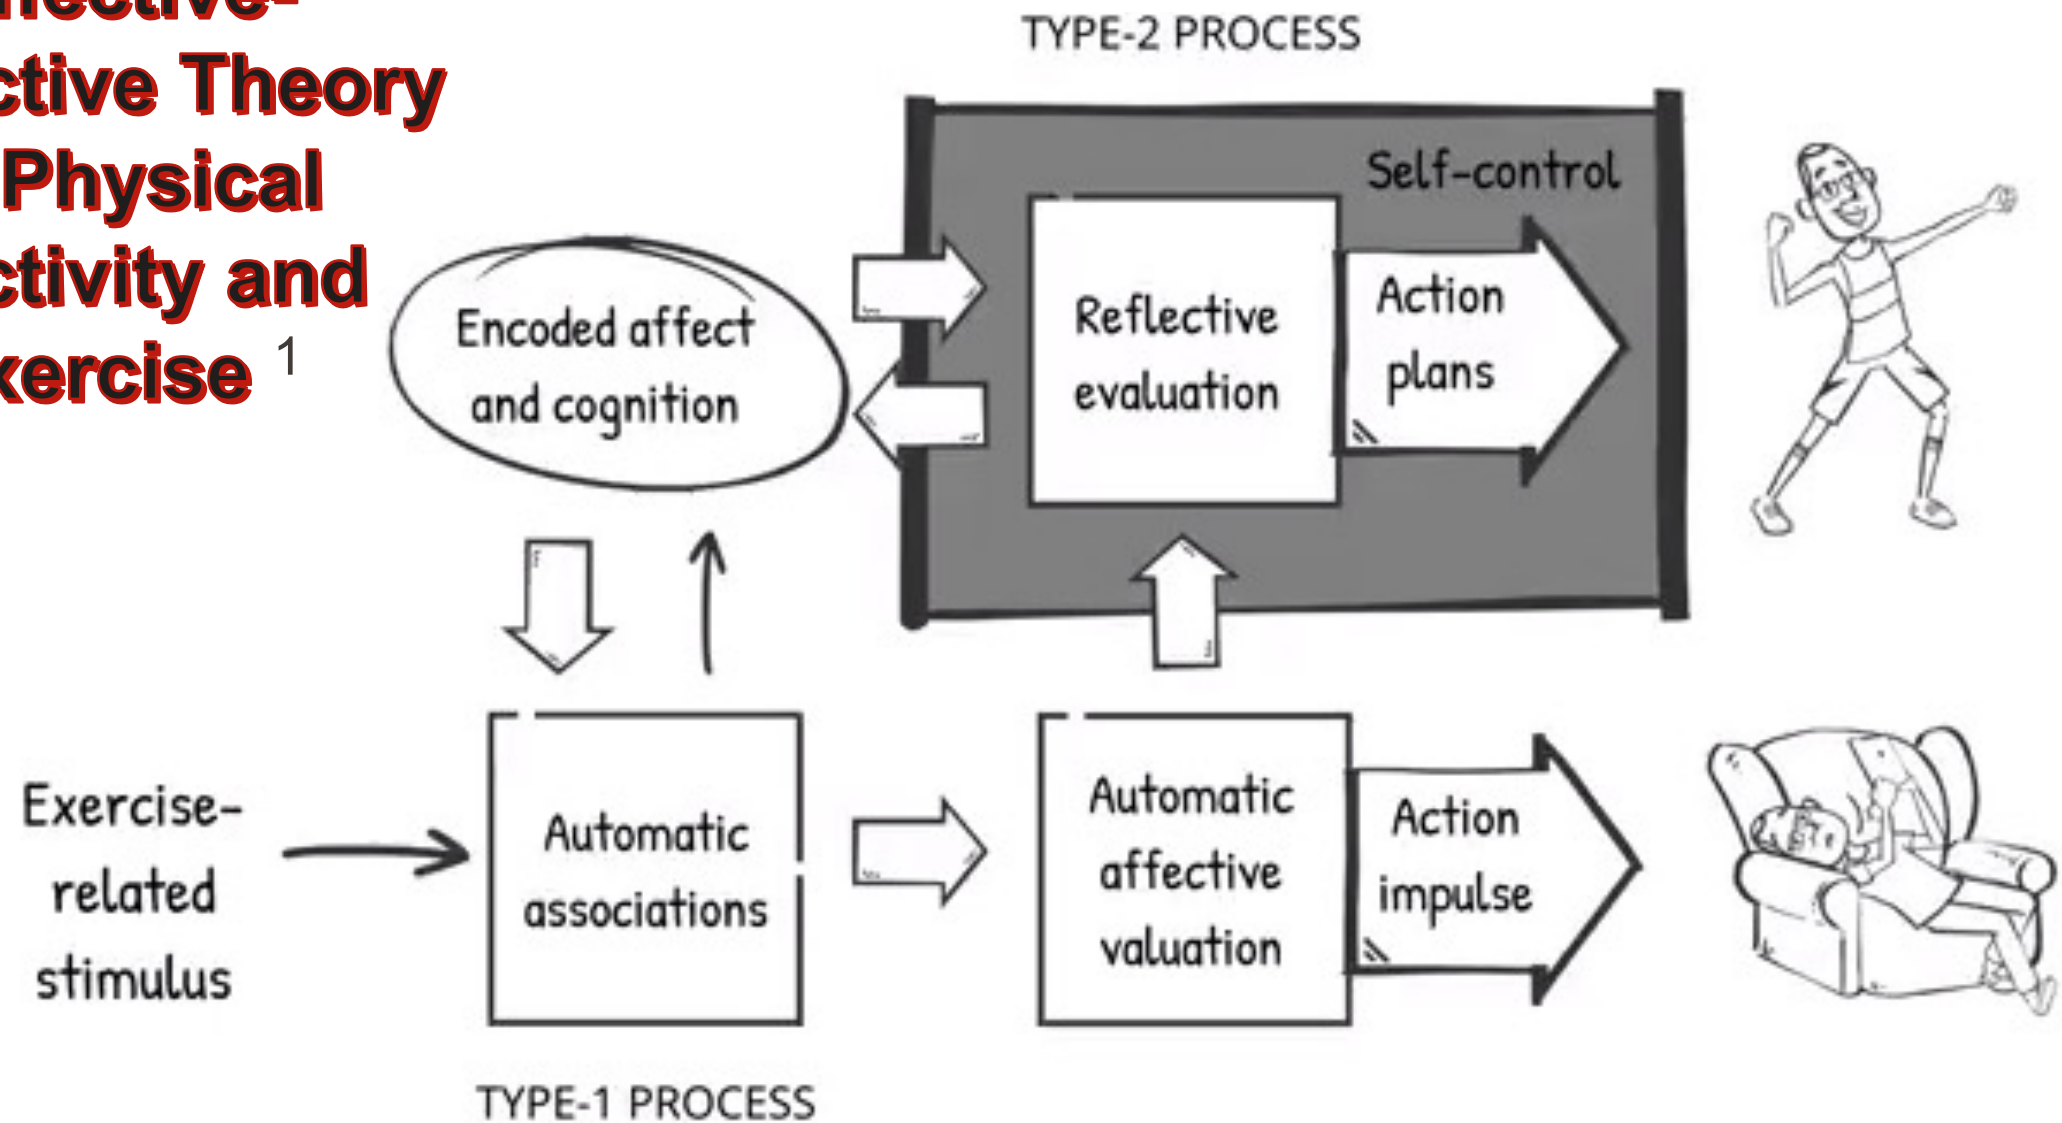 ctive Theory
Physical
ctivity and
xercise 1
TYPE-2 PROCESS
Self-control
Encoded affect
and cognition
Reflective
evaluation
Action
plans
Exercise-
related
stimulus
Automatic
associations
Automatic
affective
valuation
Action
impulse
TYPE-1 PROCESS